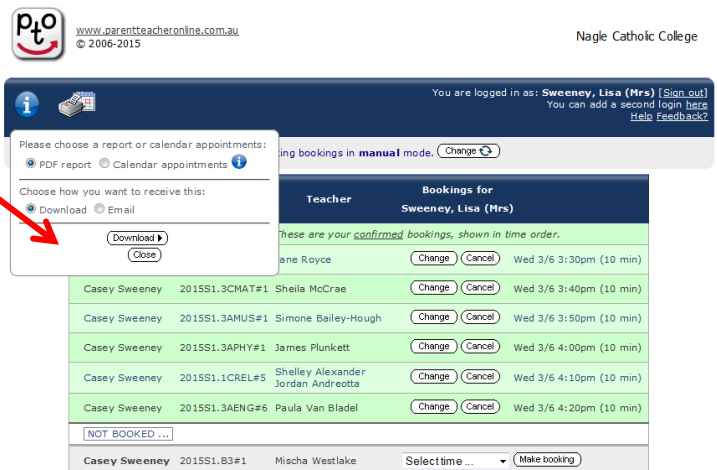 pto
www.parentteacheronline.com.au
© 2006-2015
Nagle Catholic College
You are logged in as: Sweeney, Lisa (Mrs) [Sign out]
You can add a second login here
Help Feedback?
Please choose a report or calendar appointments:
PDF report Calendar appointments
Choose how you want to receive this:
Download Email
Download
Close
ing bookings in manual mode. Change
Teacher
Bookings for
Sweeney, Lisa (Mrs)
These are your confirmed bookings, shown in time order.
ane Royce Change Cancel Wed 3/6 3:30pm (10 min)
Casey Sweeney 2015S1.3CMAT#1 Sheila McCrae Change Cancel Wed 3/6 3:40pm (10 min)
Casey Sweeney 2015S1.3AMUS#1 Simone Bailey-Hough Change Cancel Wed 3/6 3:50pm (10 min)
Casey Sweeney 2015S1.3APHY#1 James Plunkett Change Cancel Wed 3/6 4:00pm (10 min)
Casey Sweeney 2015S1.1CREL#5 Shelley Alexander Jordan Andreotta Change Cancel Wed 3/6 4:10pm (10 min)
Casey Sweeney 2015S1.3AENG#6 Paula Van Bladel Change Cancel Wed 3/6 4:20pm (10 min)
NOT BOOKED ...
Casey Sweeney 2015S1.B3#1 Mischa Westlake Select time ... Make booking